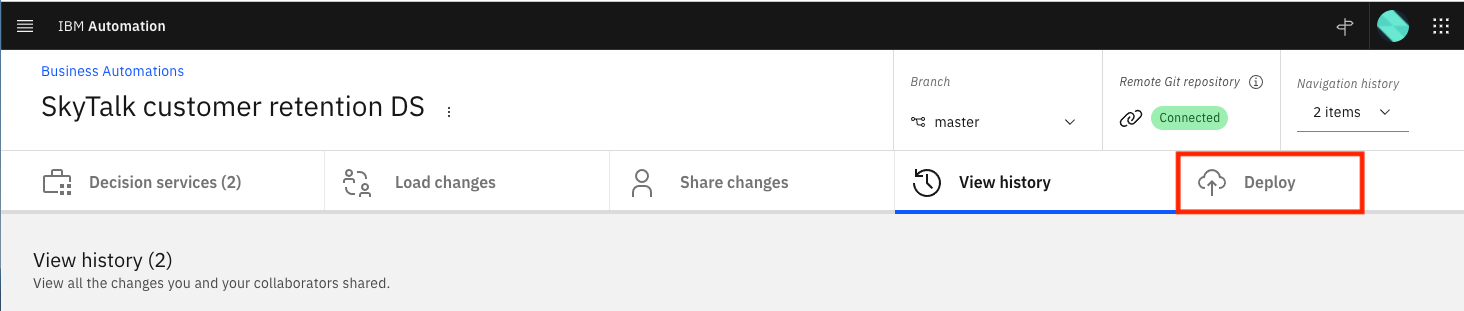 IBM Automation
Business Automations
SkyTalk customer retention DS
Branch
master
Remote Git repository
Connected
Navigation history
2 items
Decision services (2)
Load changes
Share changes
View history
Deploy
View history (2)
View all the changes you and your collaborators shared.